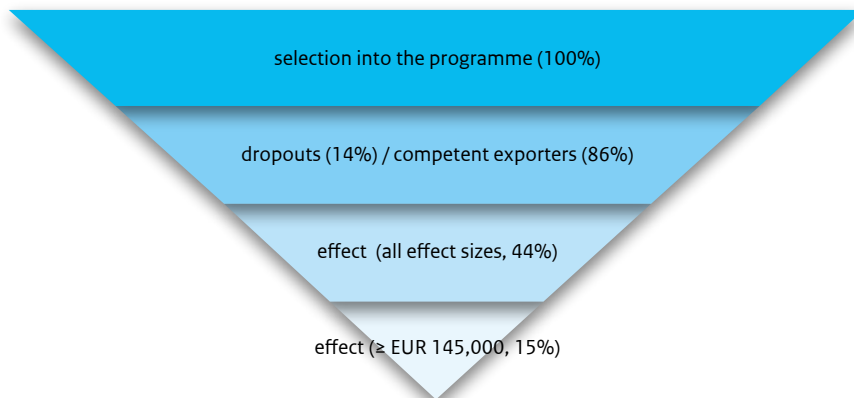 selection into the programme (100%)
dropouts (14%) / competent exporters (86%)
effect (all effect sizes, 44%)
effect (≥ EUR 145,000, 15%)